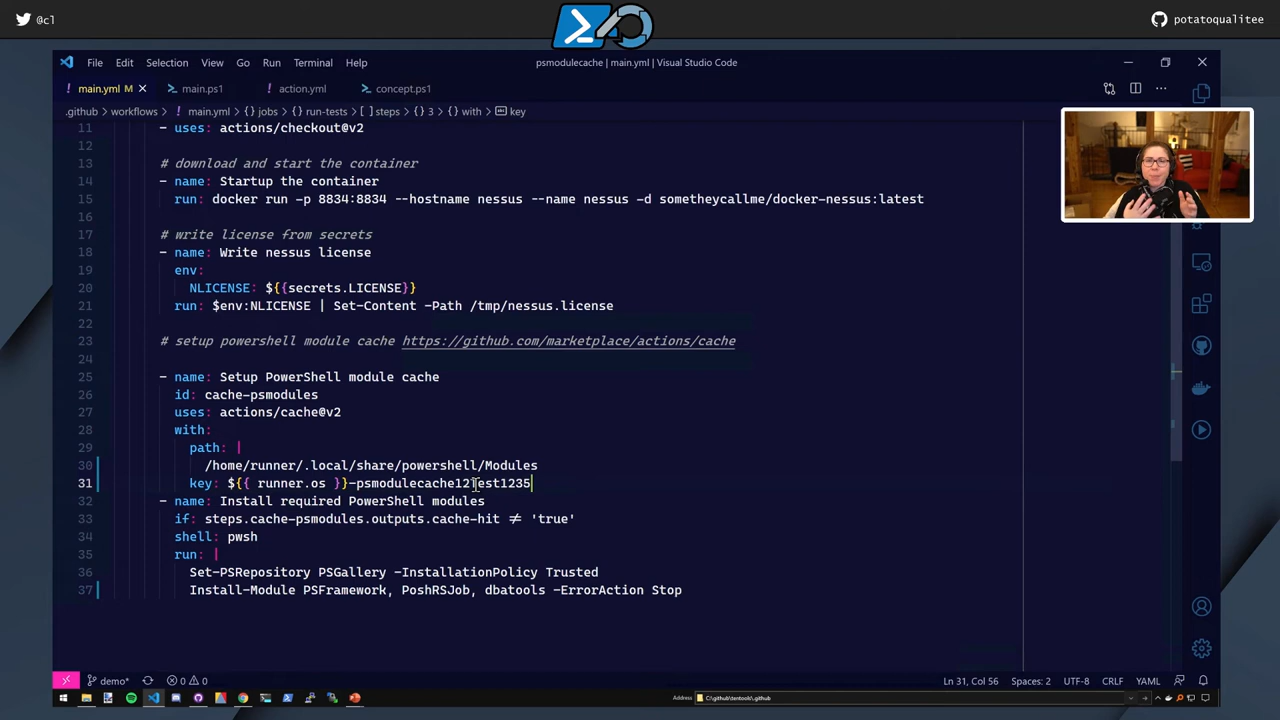 @cl
potatoqualitee
File Edit Selection View Go Run Terminal Help
psmodulecache | main.yml | Visual Studio Code
! main.yml M
main.ps1
! action.yml
concept.ps1
.github > workflows > ! main.yml > {} jobs > {} run-tests > [ ] steps > {} 3 > {} with > key
11 - uses: actions/checkout@v2
12
13 # download and start the container
14 - name: Startup the container
15 run: docker run -p 8834:8834 --hostname nessus --name nessus -d sometheycallme/docker-nessus:latest
16
17 # write license from secrets
18 - name: Write nessus license
19 env:
20 NLICENSE: ${{secrets.LICENSE}}
21 run: $env:NLICENSE | Set-Content -Path /tmp/nessus.license
22
23 # setup powershell module cache https://github.com/marketplace/actions/cache
24
25 - name: Setup PowerShell module cache
26 id: cache-psmodules
27 uses: actions/cache@v2
28 with:
29 path: |
30 /home/runner/.local/share/powershell/Modules
31 key: ${{ runner.os }}-psmodulecache12Test1235
32 - name: Install required PowerShell modules
33 if: steps.cache-psmodules.outputs.cache-hit != 'true'
34 shell: pwsh
35 run: |
36 Set-PSRepository PSGallery -InstallationPolicy Trusted
37 Install-Module PSFramework, PoshRSJob, dbatools -ErrorAction Stop
demo* 0 0
Ln 31, Col 56 Spaces: 2 UTF-8 CRLF YAML
Address C:\github\tentools\.github